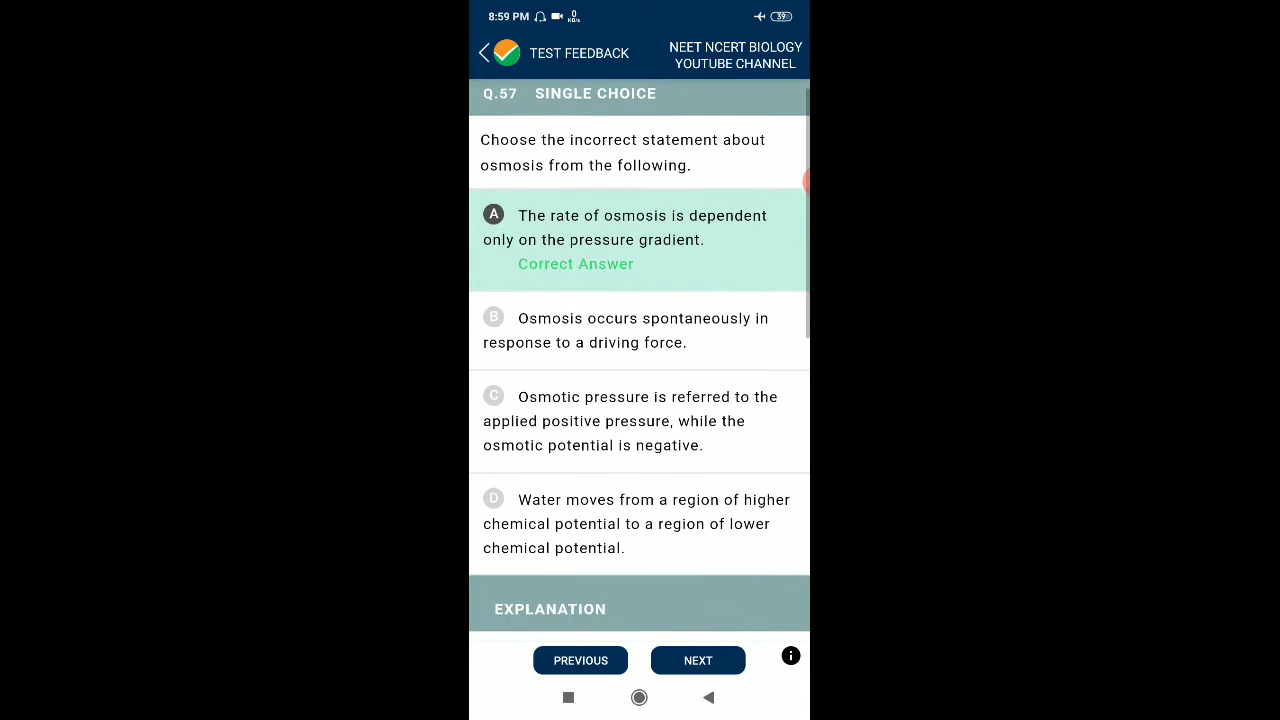 8:59 PM 0 KB/s 39
TEST FEEDBACK
NEET NCERT BIOLOGY
YOUTUBE CHANNEL
Q.57 SINGLE CHOICE
Choose the incorrect statement about
osmosis from the following.
A The rate of osmosis is dependent
only on the pressure gradient.
Correct Answer
B Osmosis occurs spontaneously in
response to a driving force.
C Osmotic pressure is referred to the
applied positive pressure, while the
osmotic potential is negative.
D Water moves from a region of higher
chemical potential to a region of lower
chemical potential.
EXPLANATION
PREVIOUS NEXT